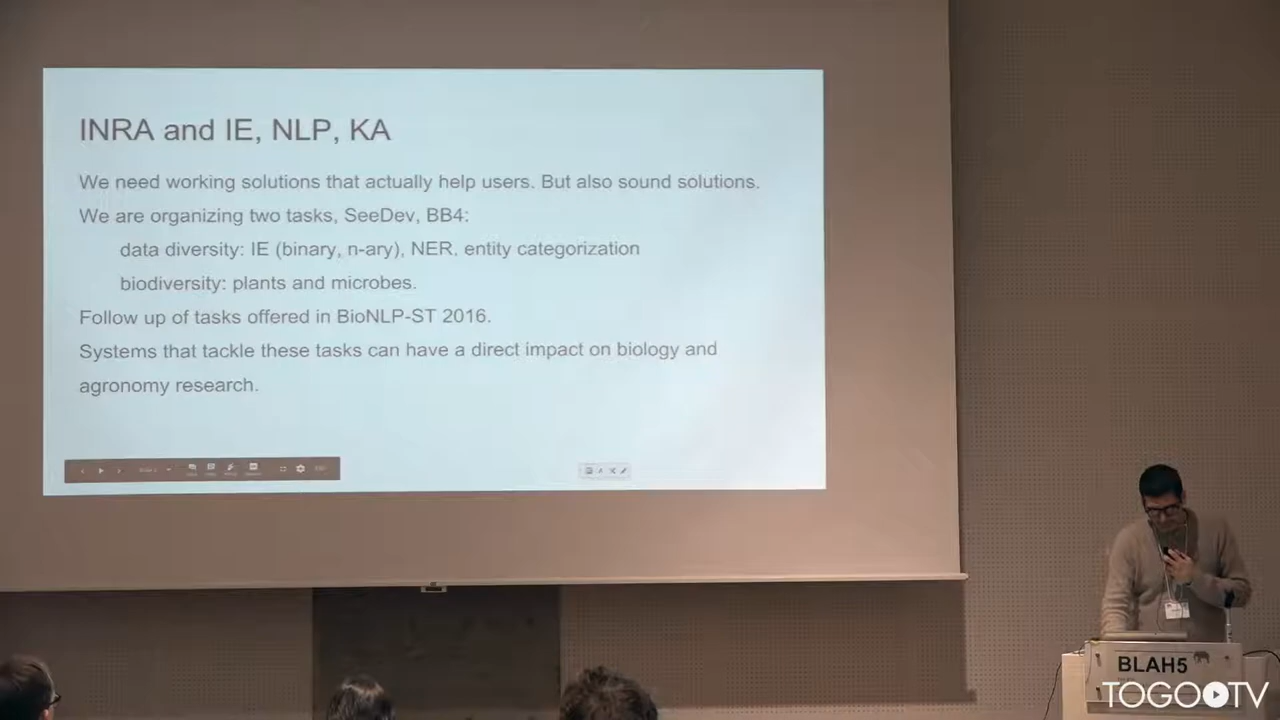 INRA and IE, NLP, KA
We need working solutions that actually help users. But also sound solutions.
We are organizing two tasks, SeeDev, BB4:
data diversity: IE (binary, n-ary), NER. entity categorization
biodiversity: plants and microbes.
Follow up of tasks offered in BioNLP-ST 2016.
Systems that tackle these tasks can have a direct impact on biology and
agronomy research.
BLAH5
TOGOTV